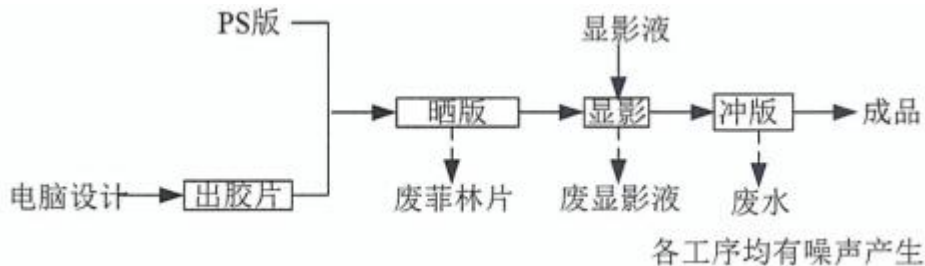 PS版
显影液
晒版
显影
冲版
成品
电脑设计
出胶片
废菲林片
废显影液
废水
各工序均有噪声产生